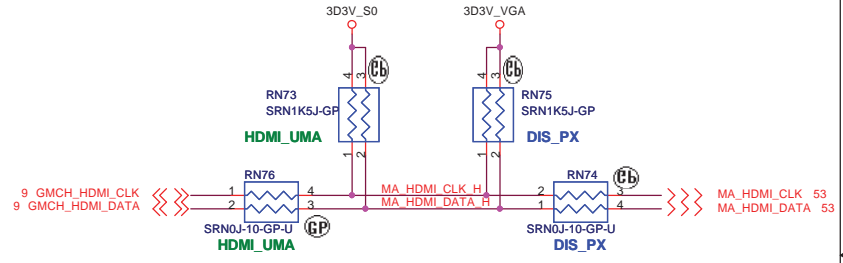 3D3V_S0
3D3V_VGA
4 3
4 3
RN73
SRN1K5J-GP
HDMI_UMA
RN75
SRN1K5J-GP
DIS_PX
1 2
1 2
RN76
RN74
9 GMCH_HDMI_CLK
1 4
MA_HDMI_CLK_H
2 3
MA_HDMI_CLK 53
9 GMCH_HDMI_DATA
2 3
MA_HDMI_DATA_H
1 4
MA_HDMI_DATA 53
SRN0J-10-GP-U
GP
HDMI_UMA
SRN0J-10-GP-U
DIS_PX